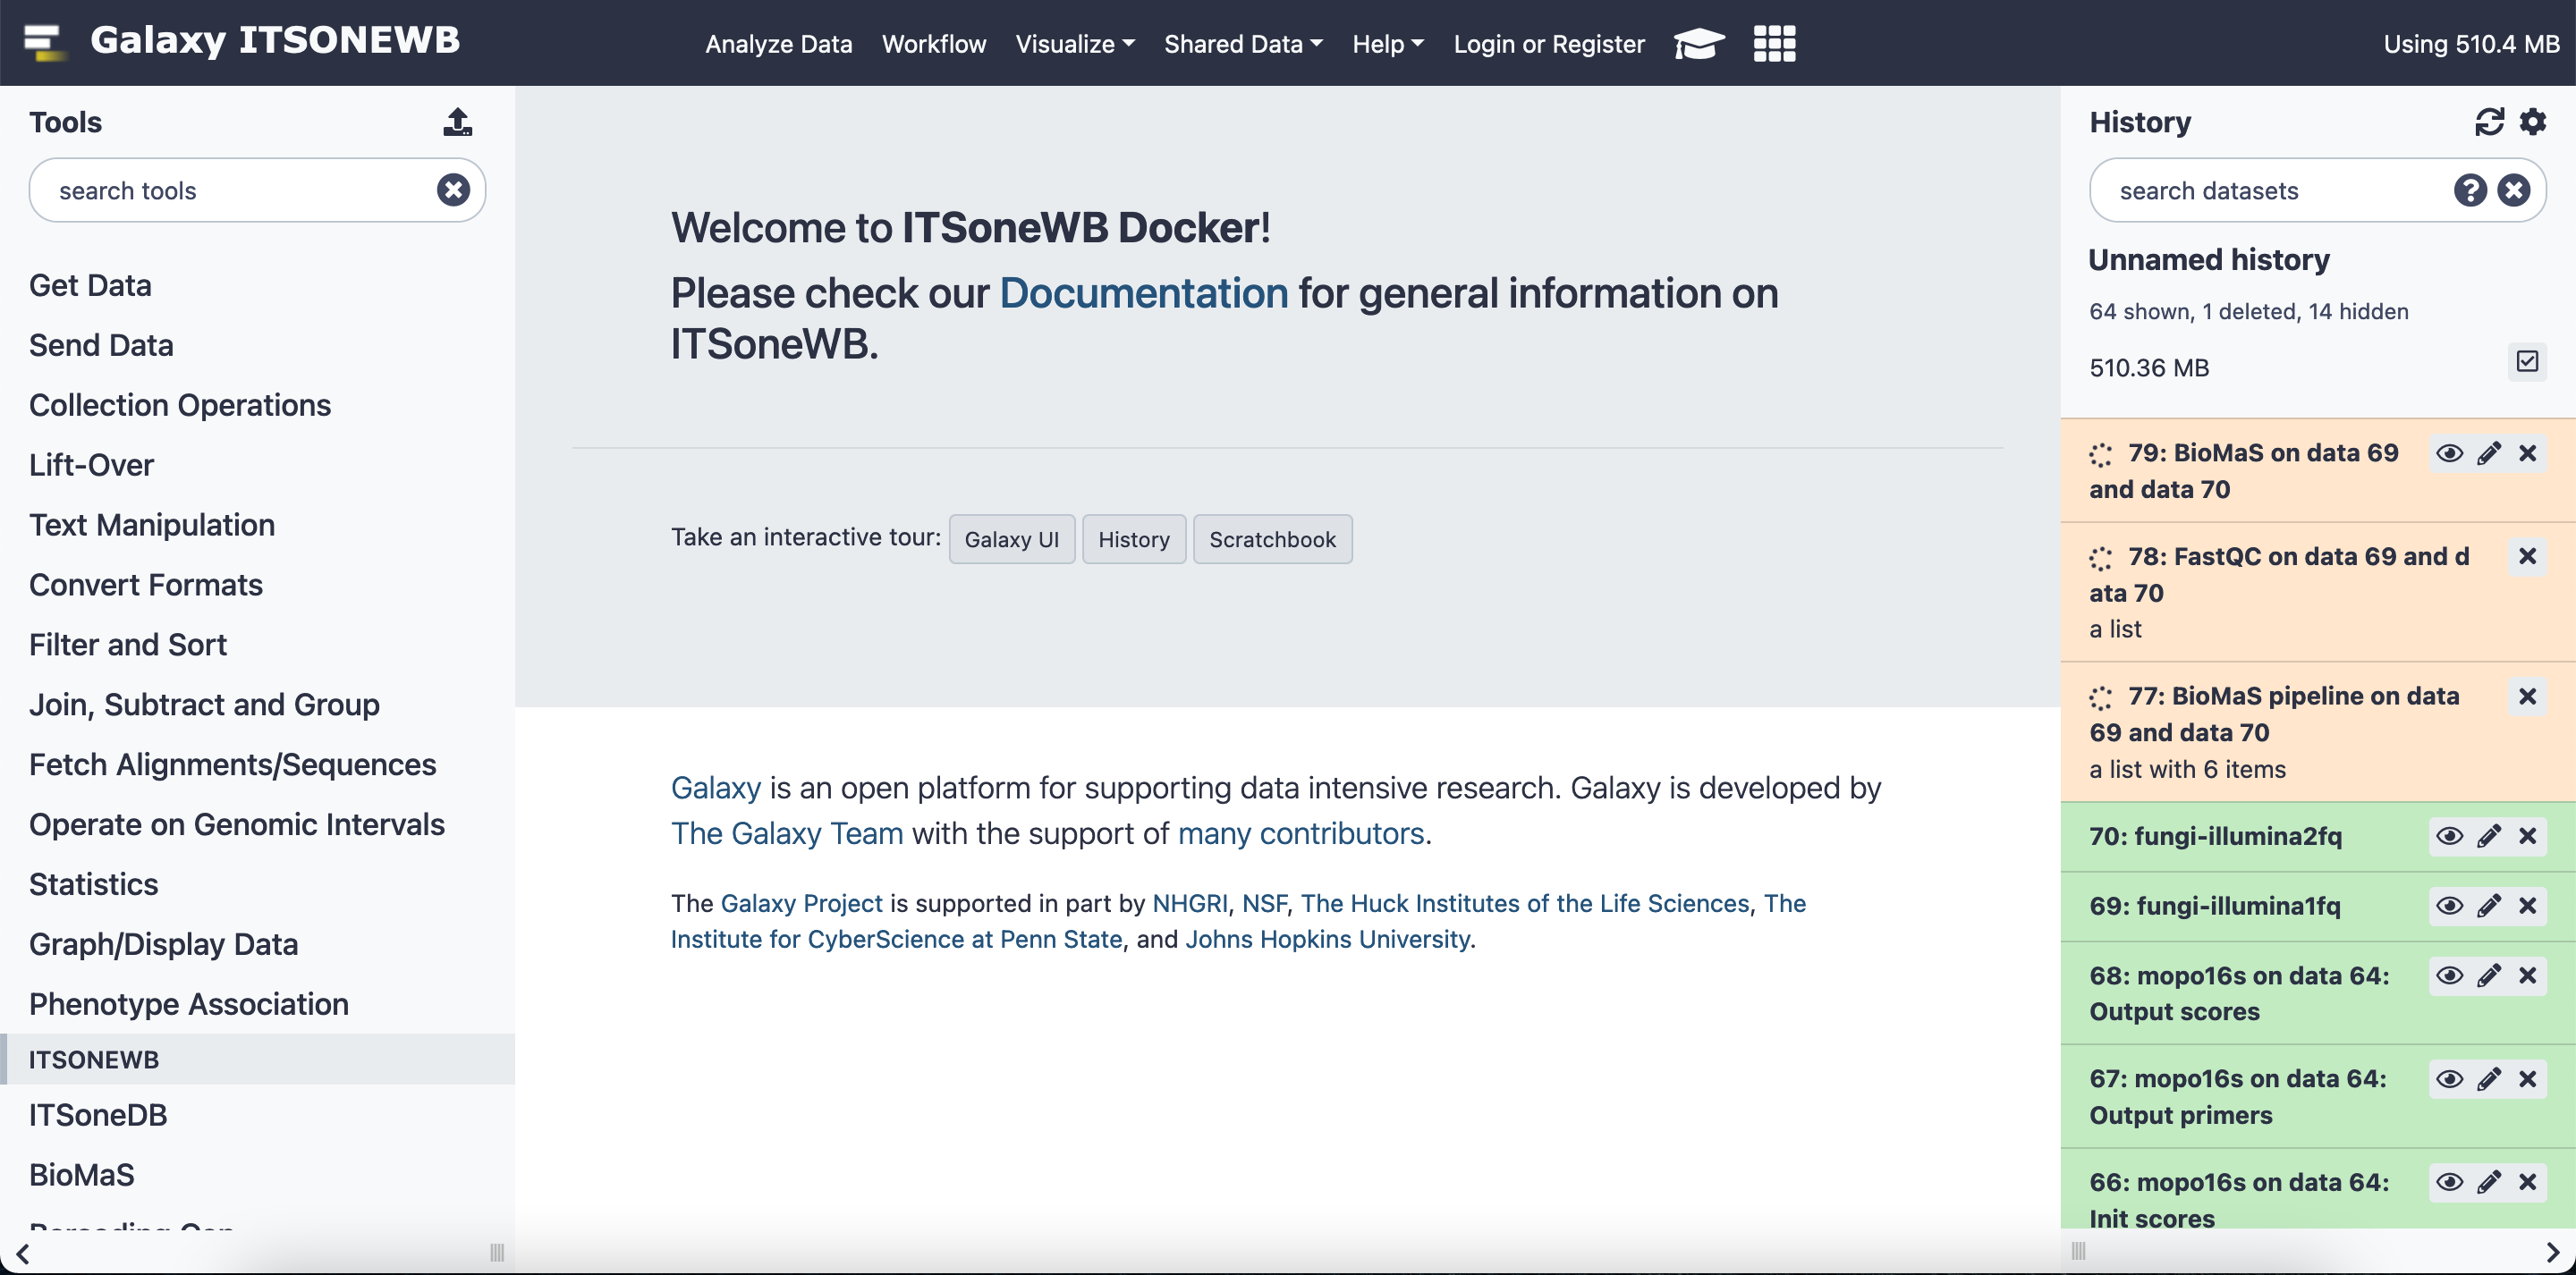 Galaxy ITSONEWB
Analyze Data
Workflow
Visualize
Shared Data
Help
Login or Register
Using 510.4 MB
Tools
search tools
Get Data
Send Data
Collection Operations
Lift-Over
Text Manipulation
Convert Formats
Filter and Sort
Join, Subtract and Group
Fetch Alignments/Sequences
Operate on Genomic Intervals
Statistics
Graph/Display Data
Phenotype Association
ITSONEWB
ITSoneDB
BioMaS
Welcome to ITSoneWB Docker!
Please check our Documentation for general information on
ITSoneWB.
Take an interactive tour:
Galaxy UI
History
Scratchbook
Galaxy is an open platform for supporting data intensive research. Galaxy is developed by
The Galaxy Team with the support of many contributors.
The Galaxy Project is supported in part by NHGRI, NSF, The Huck Institutes of the Life Sciences, The
Institute for CyberScience at Penn State, and Johns Hopkins University.
History
search datasets
Unnamed history
64 shown, 1 deleted, 14 hidden
510.36 MB
79: BioMaS on data 69
and data 70
78: FastQC on data 69 and d
ata 70
a list
77: BioMaS pipeline on data
69 and data 70
a list with 6 items
70: fungi-illumina2fq
69: fungi-illumina1fq
68: mopo16s on data 64:
Output scores
67: mopo16s on data 64:
Output primers
66: mopo16s on data 64:
Init scores